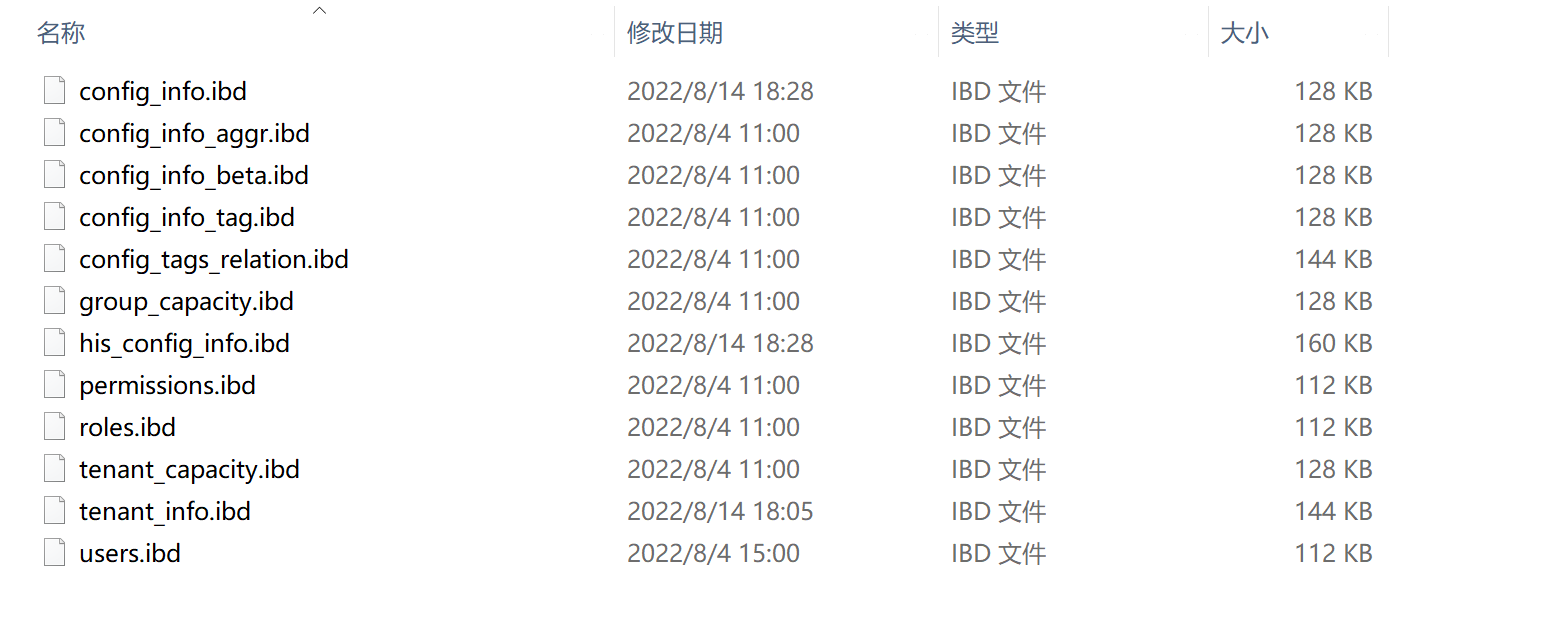 名称 修改日期 类型 大小
config_info.ibd 2022/8/14 18:28 IBD 文件 128 KB
config_info_aggr.ibd 2022/8/4 11:00 IBD 文件 128 KB
config_info_beta.ibd 2022/8/4 11:00 IBD 文件 128 KB
config_info_tag.ibd 2022/8/4 11:00 IBD 文件 128 KB
config_tags_relation.ibd 2022/8/4 11:00 IBD 文件 144 KB
group_capacity.ibd 2022/8/4 11:00 IBD 文件 128 KB
his_config_info.ibd 2022/8/14 18:28 IBD 文件 160 KB
permissions.ibd 2022/8/4 11:00 IBD 文件 112 KB
roles.ibd 2022/8/4 11:00 IBD 文件 112 KB
tenant_capacity.ibd 2022/8/4 11:00 IBD 文件 128 KB
tenant_info.ibd 2022/8/14 18:05 IBD 文件 144 KB
users.ibd 2022/8/4 15:00 IBD 文件 112 KB